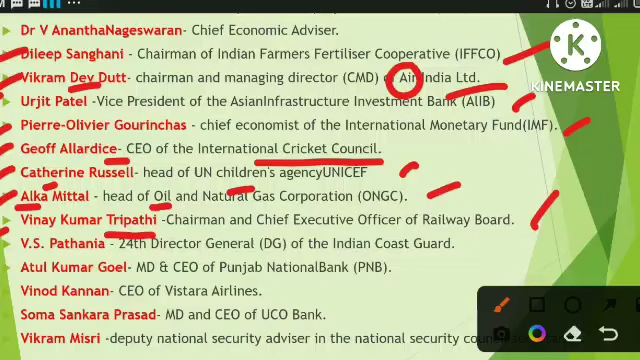 Dr V AnanthaNageswaran - Chief Economic Adviser.
Dileep Sanghani - Chairman of Indian Farmers Fertiliser Cooperative (IFFCO)
Vikram Dev Dutt - chairman and managing director (CMD) of Air India Ltd.
Urjit Patel -Vice President of the AsianInfrastructure Investment Bank (AIIB)
Pierre-Olivier Gourinchas - chief economist of the International Monetary Fund(IMF).
Geoff Allardice- CEO of the International Cricket Council.
Catherine Russell- head of UN children's agencyUNICEF
Alka Mittal - head of Oil and Natural Gas Corporation (ONGC).
Vinay Kumar Tripathi -Chairman and Chief Executive Officer of Railway Board.
V.S. Pathania - 24th Director General (DG) of the Indian Coast Guard.
Atul Kumar Goel - MD & CEO of Punjab NationalBank (PNB).
Vinod Kannan - CEO of Vistara Airlines.
Soma Sankara Prasad - MD and CEO of UCO Bank.
Vikram Misri -deputy national security adviser in the national security
KINEMASTER